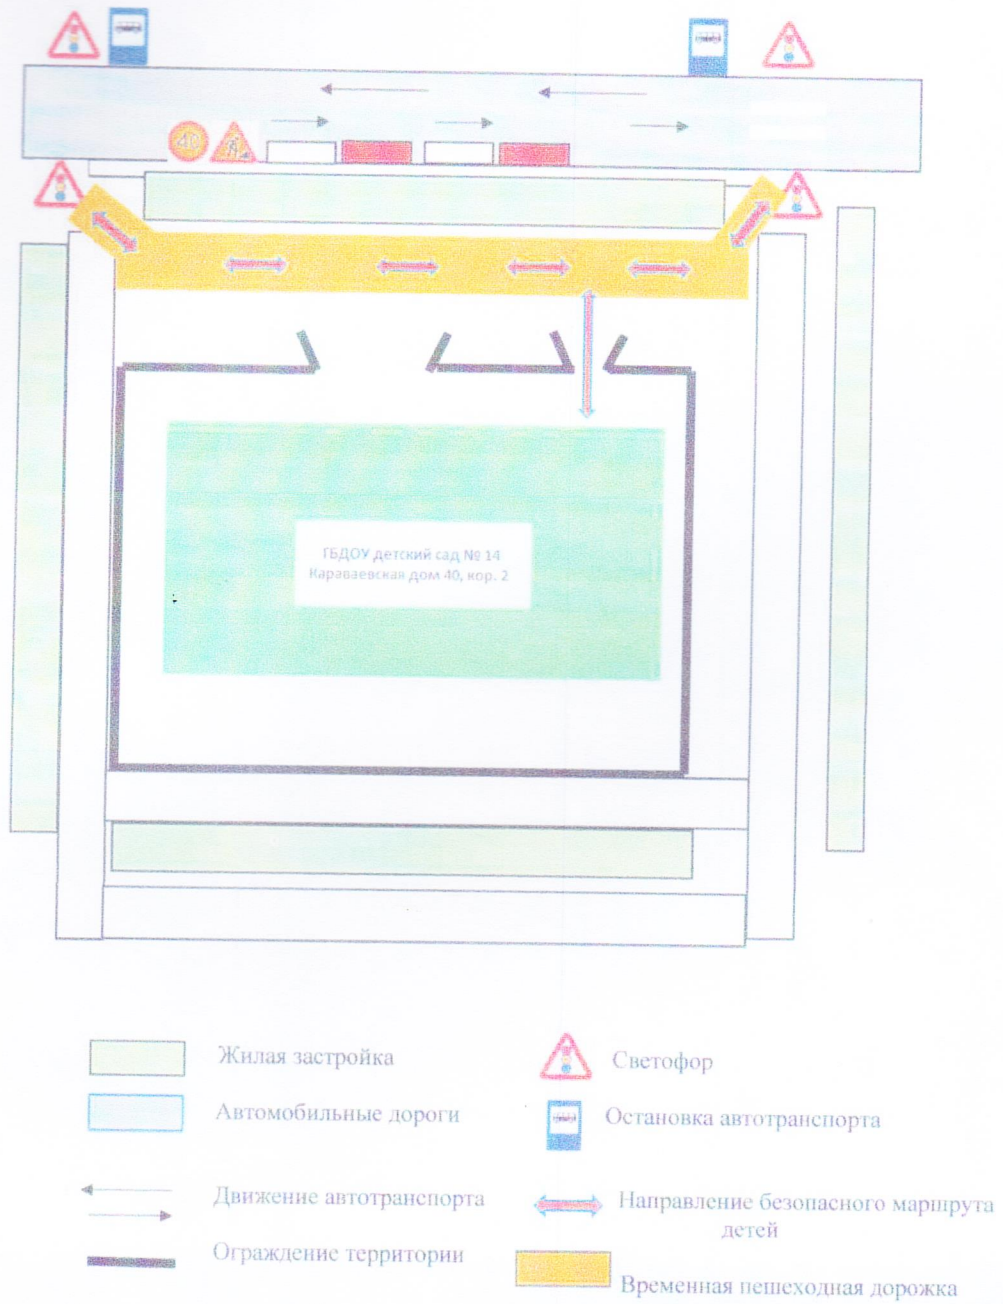 40
ГБДОУ детский сад № 14
Караваевская дом 40, кор. 2
Жилая застройка
Светофор
Автомобильные дороги
Остановка автотранспорта
Движение автотранспорта
Направление безопасного маршрута
детей
Ограждение территории
Временная пешеходная дорожка